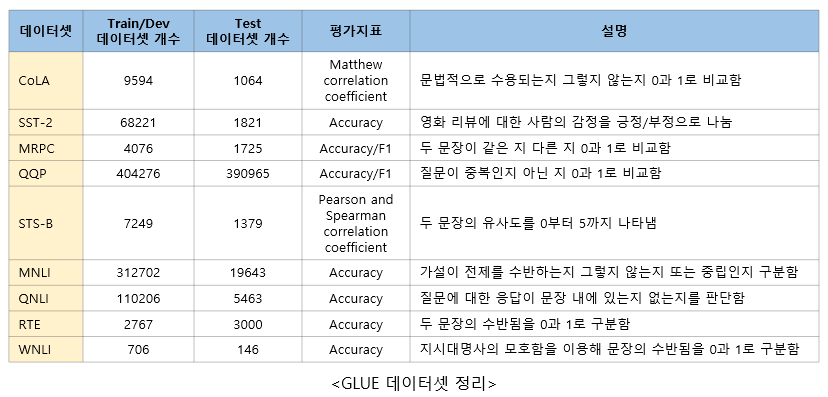 데이터셋
Train/Dev
데이터셋 개수
Test
데이터셋 개수
평가지표
설명
CoLA
9594
1064
Matthew
correlation
coefficient
문법적으로 수용되는지 그렇지 않는지 0과 1로 비교함
SST-2
68221
1821
Accuracy
영화 리뷰에 대한 사람의 감정을 긍정/부정으로 나눔
MRPC
4076
1725
Accuracy/F1
두 문장이 같은 지 다른 지 0과 1로 비교함
QQP
404276
390965
Accuracy/F1
질문이 중복인지 아닌 지 0과 1로 비교함
STS-B
7249
1379
Pearson and
Spearman
correlation
coefficient
두 문장의 유사도를 0부터 5까지 나타냄
MNLI
312702
19643
Accuracy
가설이 전제를 수반하는지 그렇지 않는지 또는 중립인지 구분함
QNLI
110206
5463
Accuracy
질문에 대한 응답이 문장 내에 있는지 없는지를 판단함
RTE
2767
3000
Accuracy
두 문장의 수반됨을 0과 1로 구분함
WNLI
706
146
Accuracy
지시대명사의 모호함을 이용해 문장의 수반됨을 0과 1로 구분함
<GLUE 데이터셋 정리>